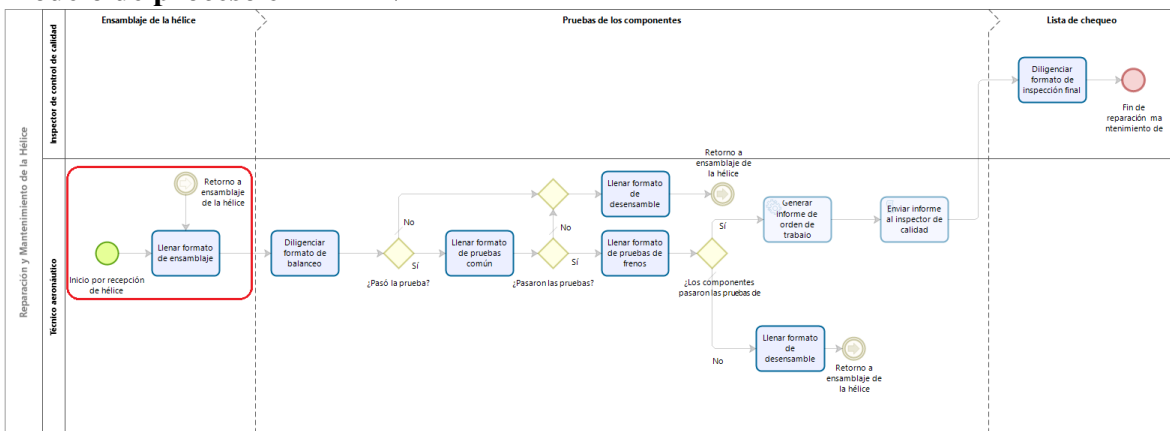 Ensamblaje de la hélice
Pruebas de los componentes
Lista de chequeo
Reparación y Mantenimiento de la Hélice
Inspector de control de calidad
Diligenciar
formato de
inspección final
Fin de
reparación ma
ntenimiento de
Técnico aeronáutico
Retorno a
ensamblaje
de la hélice
Inicio por recepción
de hélice
Llenar formato
de ensamblaje
Diligenciar
formato de
balanceo
No
Sí
¿Pasó la prueba?
Llenar formato
de pruebas
común
No
Sí
¿Pasaron las pruebas?
Llenar formato
de
desensamble
Retorno a
ensamblaje de
la hélice
Llenar formato
de pruebas de
frenos
Sí
¿Los componentes
pasaron las pruebas de
No
Generar
informe de
orden de
trabajo
Enviar informe
al inspector de
calidad
Llenar formato
de
desensamble
Retorno a
ensamblaje de
la hélice